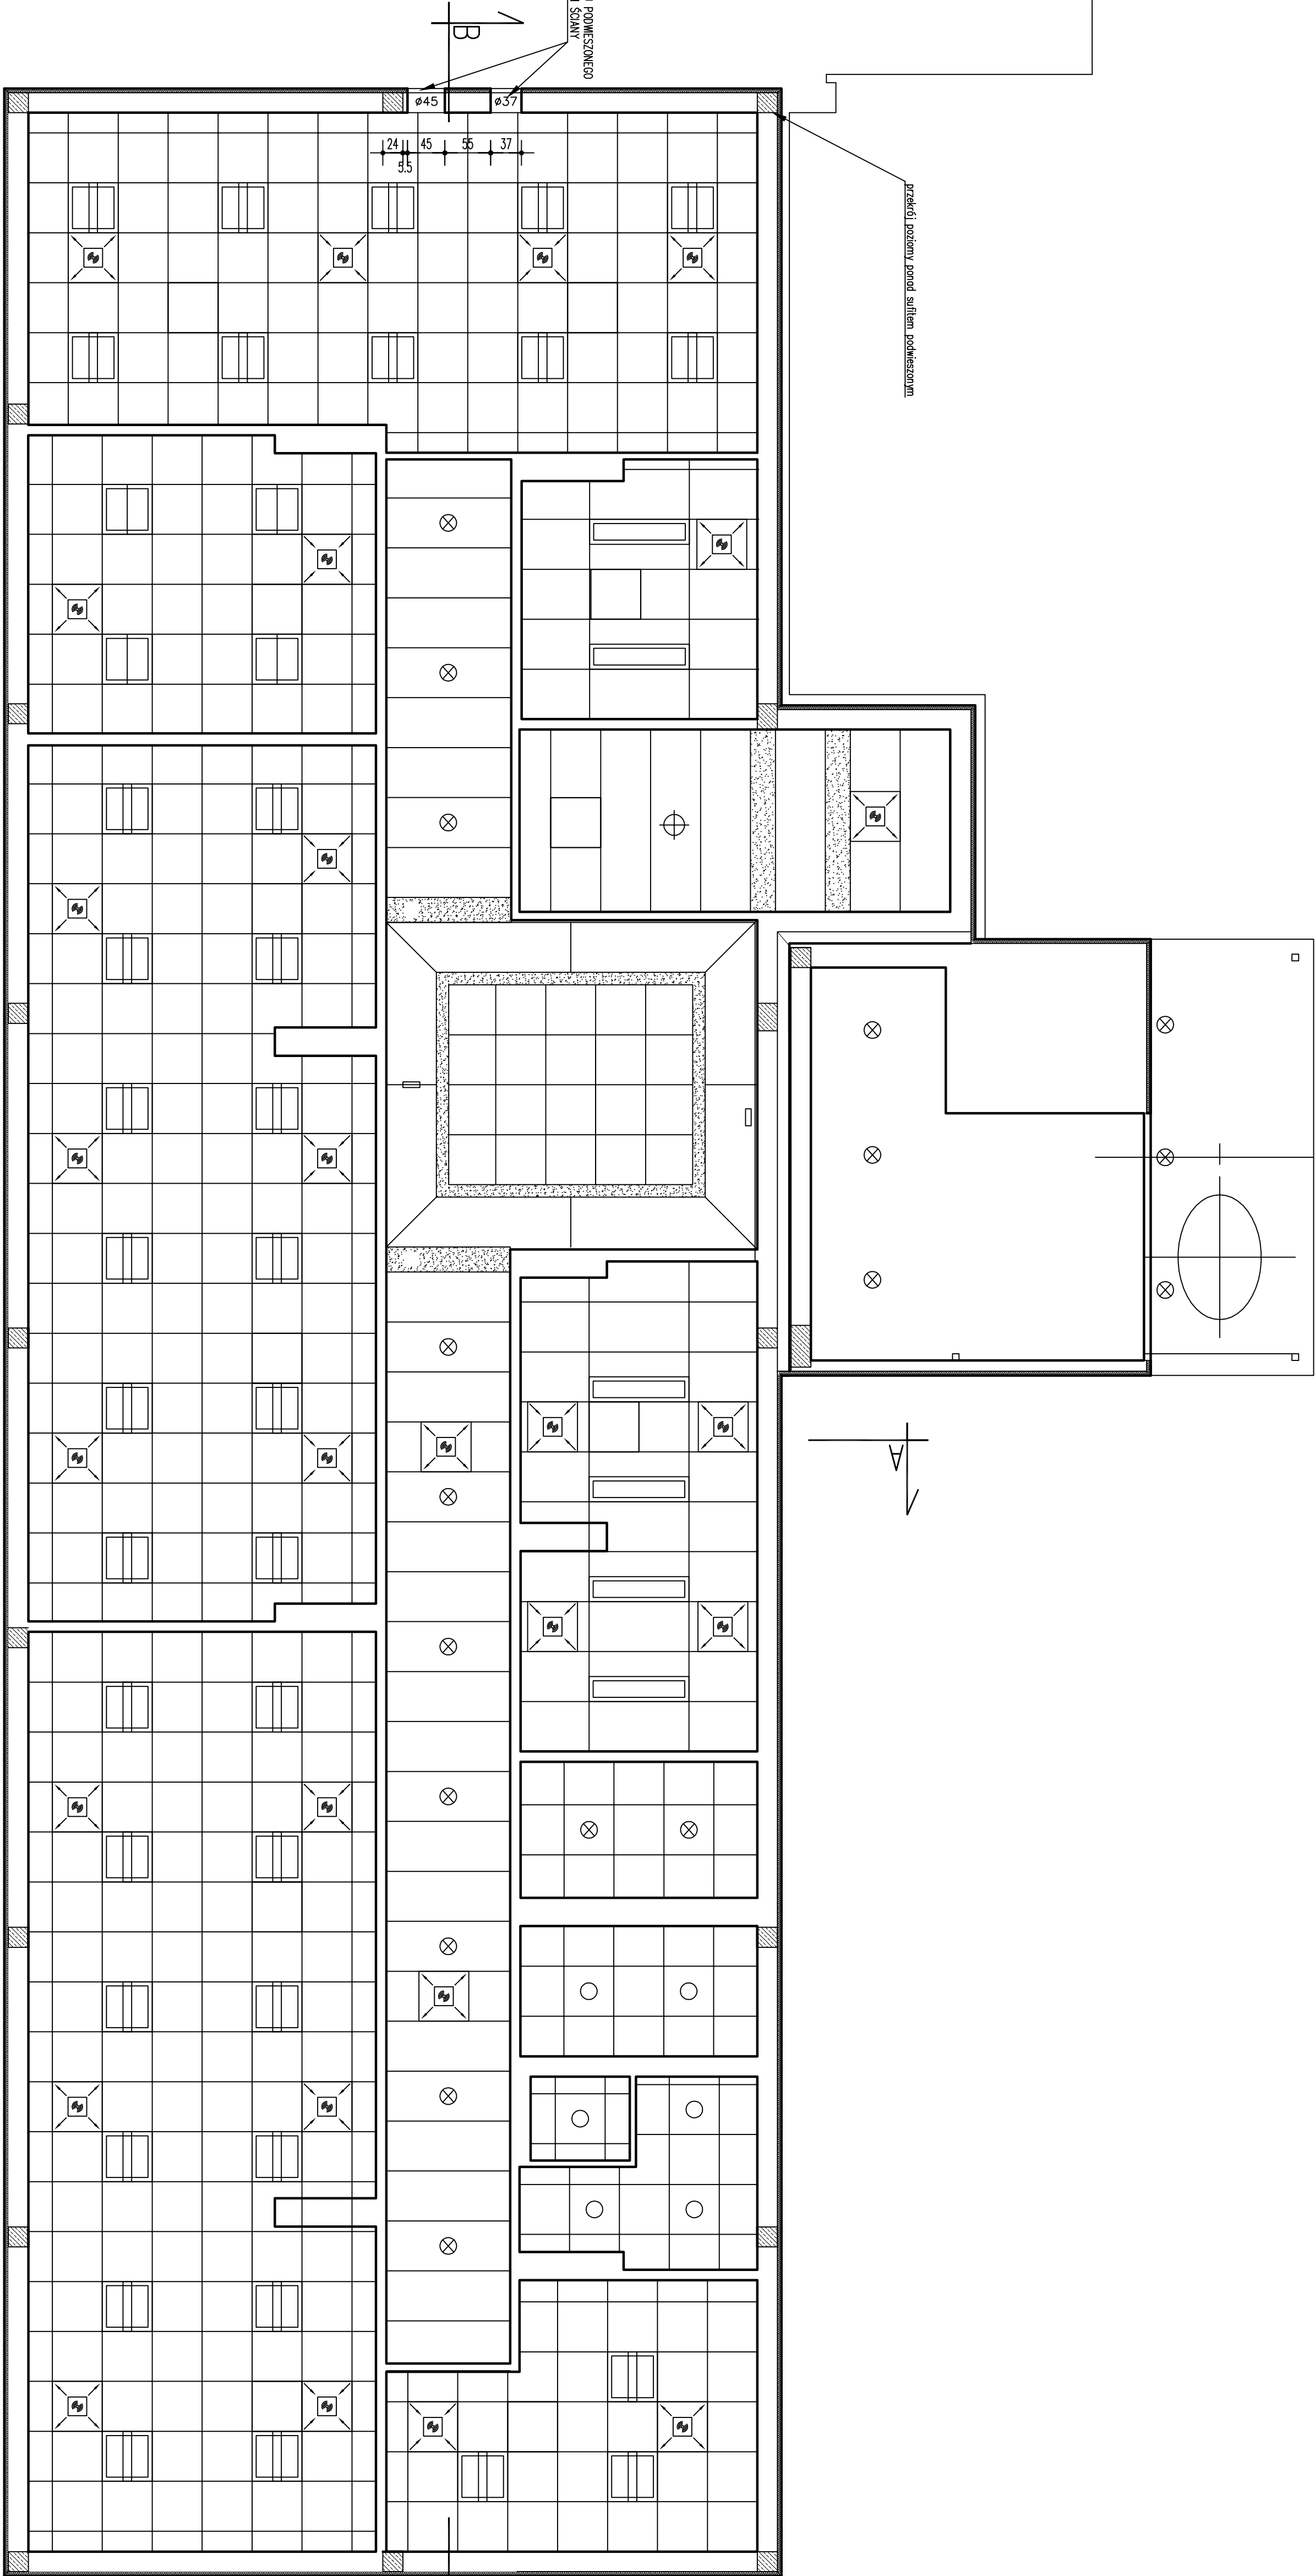 PODWIESZONEGO
ŚCIANY
B
ø45
ø37
24
5.5
45
55
37
przekrój poziomy ponad sufitem podwieszonym
A